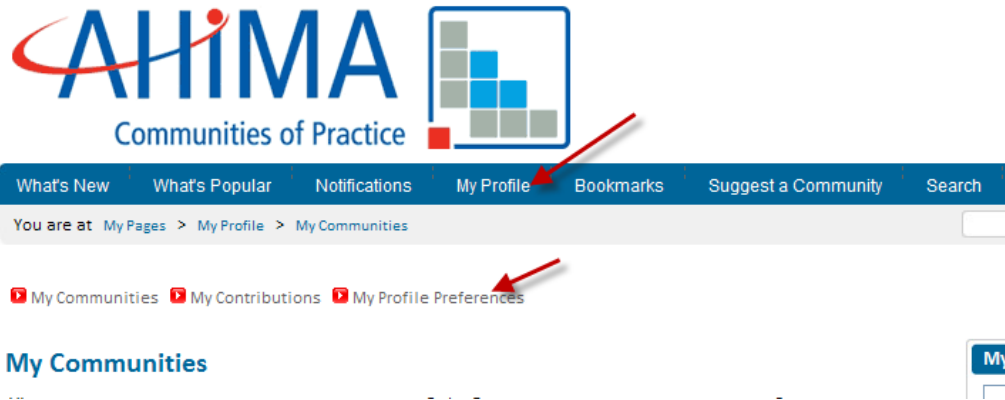 AHiMA
Communities of Practice
What's New What's Popular Notifications My Profile Bookmarks Suggest a Community Search
You are at My Pages > My Profile > My Communities
My Communities My Contributions My Profile Preferences
My Communities
My